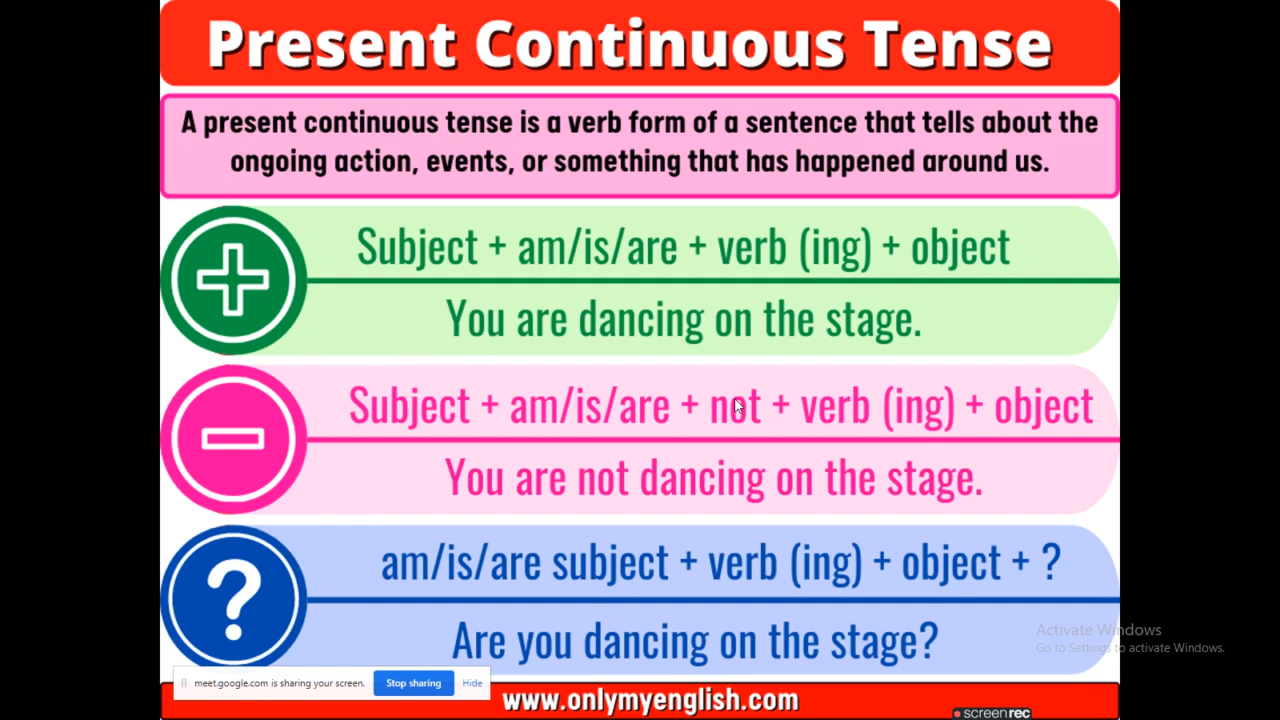 Present Continuous Tense
A present continuous tense is a verb form of a sentence that tells about the
ongoing action, events, or something that has happened around us.
Subject + am/is/are + verb (ing) + object
You are dancing on the stage.
Subject + am/is/are + not + verb (ing) + object
You are not dancing on the stage.
am/is/are subject + verb (ing) + object + ?
Are you dancing on the stage?
Activate Windows
Go to Settings to activate Windows.
meet.google.com is sharing your screen. Stop sharing Hide
www.onlymyenglish.com
screenrec